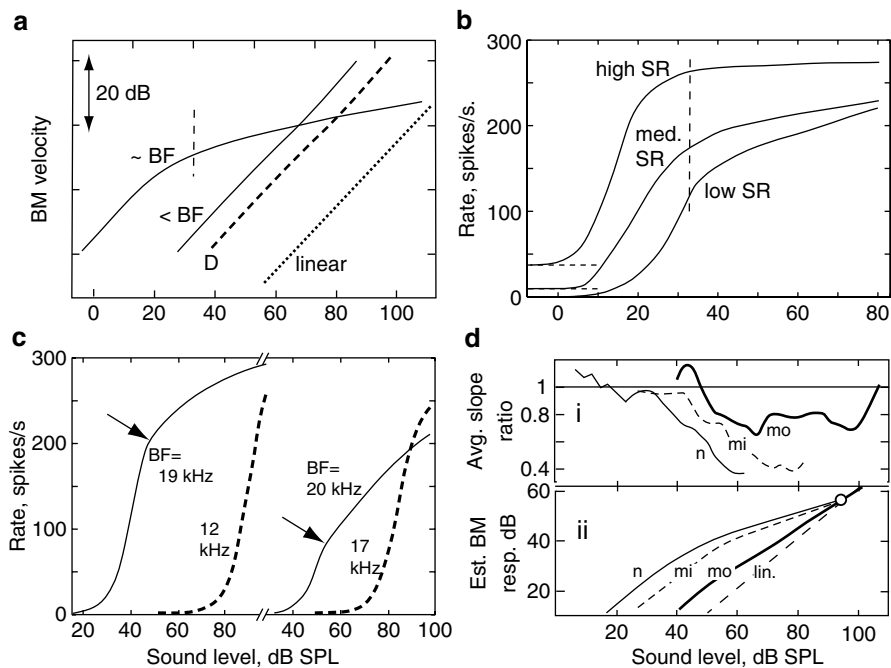 a
20 dB
BM velocity
~ BF
< BF
D
linear
0 20 40 60 80 100
b
300
200
100
0
Rate, spikes/s.
high SR
med.
SR
low SR
0 20 40 60 80
c
300
200
100
0
Rate, spikes/s
BF=
19 kHz
12
kHz
BF=
20 kHz
17
kHz
20 40 60 80 40 60 80 100
Sound level, dB SPL
d
i
1
0.8
0.4
Avg. slope
ratio
n
mi
mo
ii
60
40
20
Est. BM
resp. dB
n mi mo lin.
0 20 40 60 80 100
Sound level, dB SPL